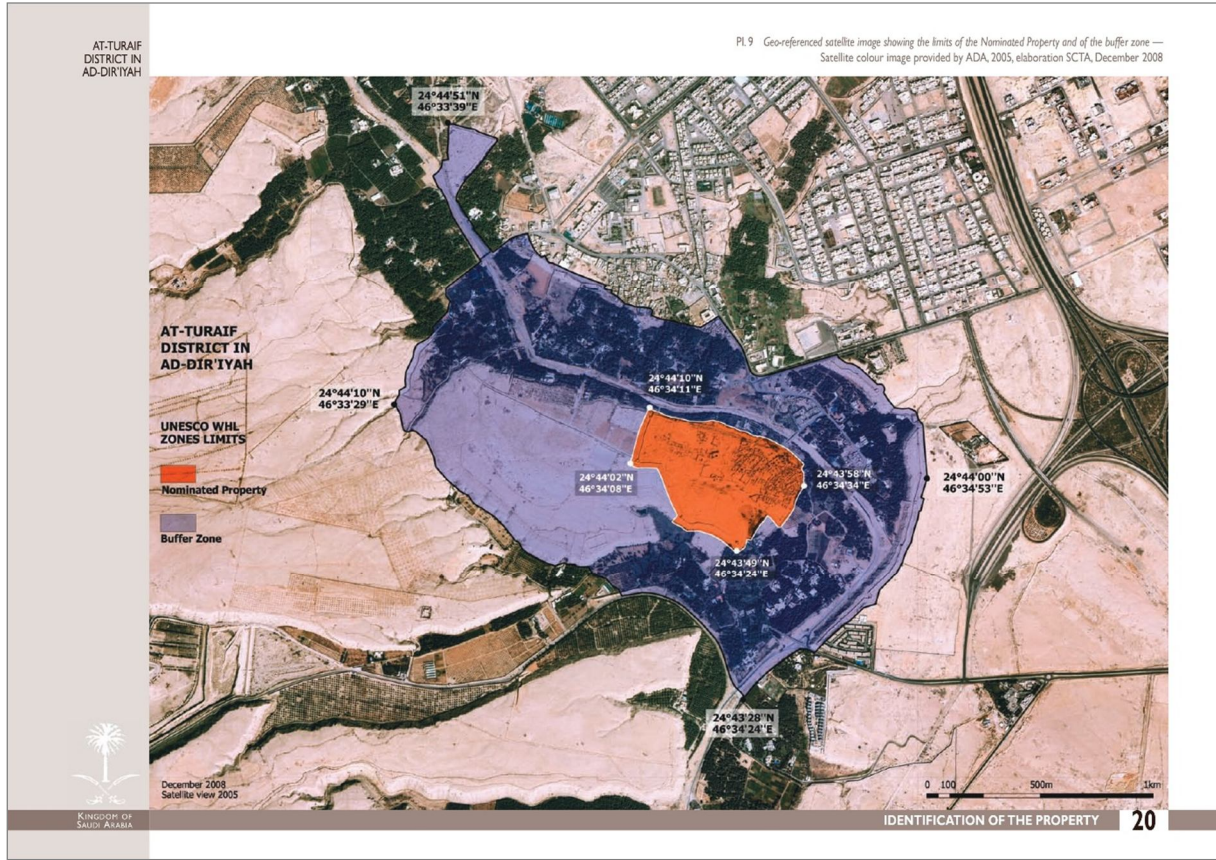 AT-TURAIF
DISTRICT IN
AD-DIR'IYAH
Pl. 9 Geo-referenced satellite image showing the limits of the Nominated Property and of the buffer zone —
Satellite colour image provided by ADA, 2005, elaboration SCTA, December 2008
24°44'51"N
46°33'39"E
AT-TURAIF
DISTRICT IN
AD-DIR'IYAH
24°44'10"N
46°33'29"E
24°44'10"N
46°34'11"E
UNESCO WHL
ZONES LIMITS
Nominated Property
Buffer Zone
24°44'02"N
46°34'08"E
24°43'58"N
46°34'34"E
24°44'00"N
46°34'53"E
24°43'49"N
46°34'24"E
24°43'28"N
46°34'24"E
December 2008
Satellite view 2005
0 100 500m 1km
KINGDOM OF
SAUDI ARABIA
IDENTIFICATION OF THE PROPERTY 20